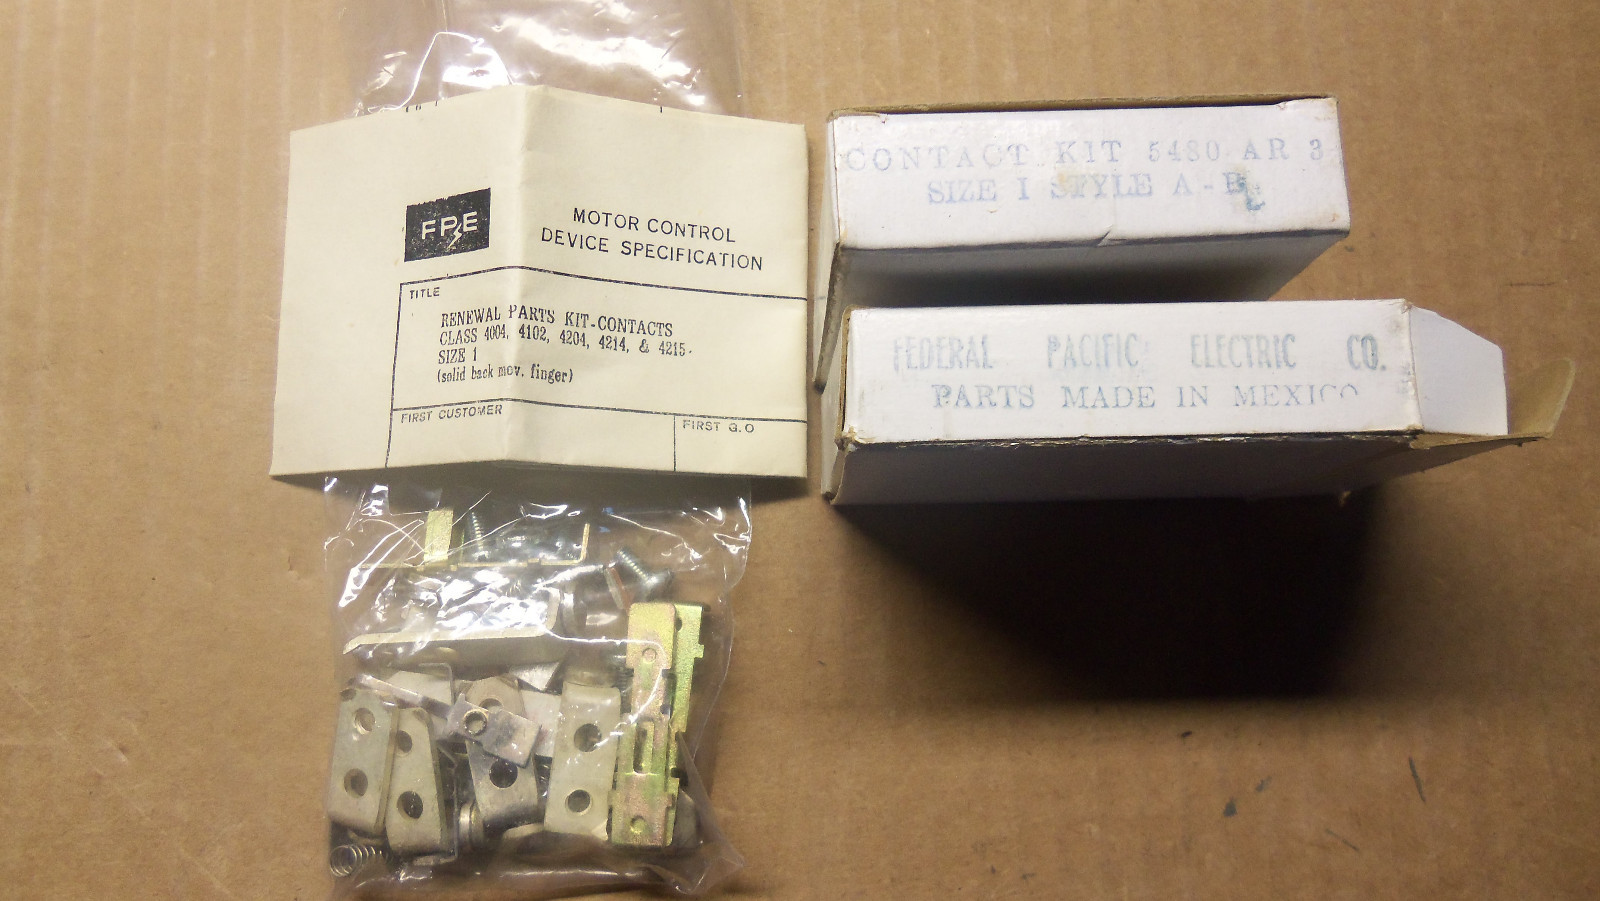 FPE
MOTOR CONTROL
DEVICE SPECIFICATION
TITLE
RENEWAL PARTS KIT-CONTACTS
CLASS 4004, 4102, 4204, 4214, & 4215.
SIZE 1
(solid back mov. finger)
FIRST CUSTOMER
FIRST G.O
CONTACT KIT 5480 AR 3
SIZE I STYLE A-B
FEDERAL PACIFIC ELECTRIC CO.
PARTS MADE IN MEXICO